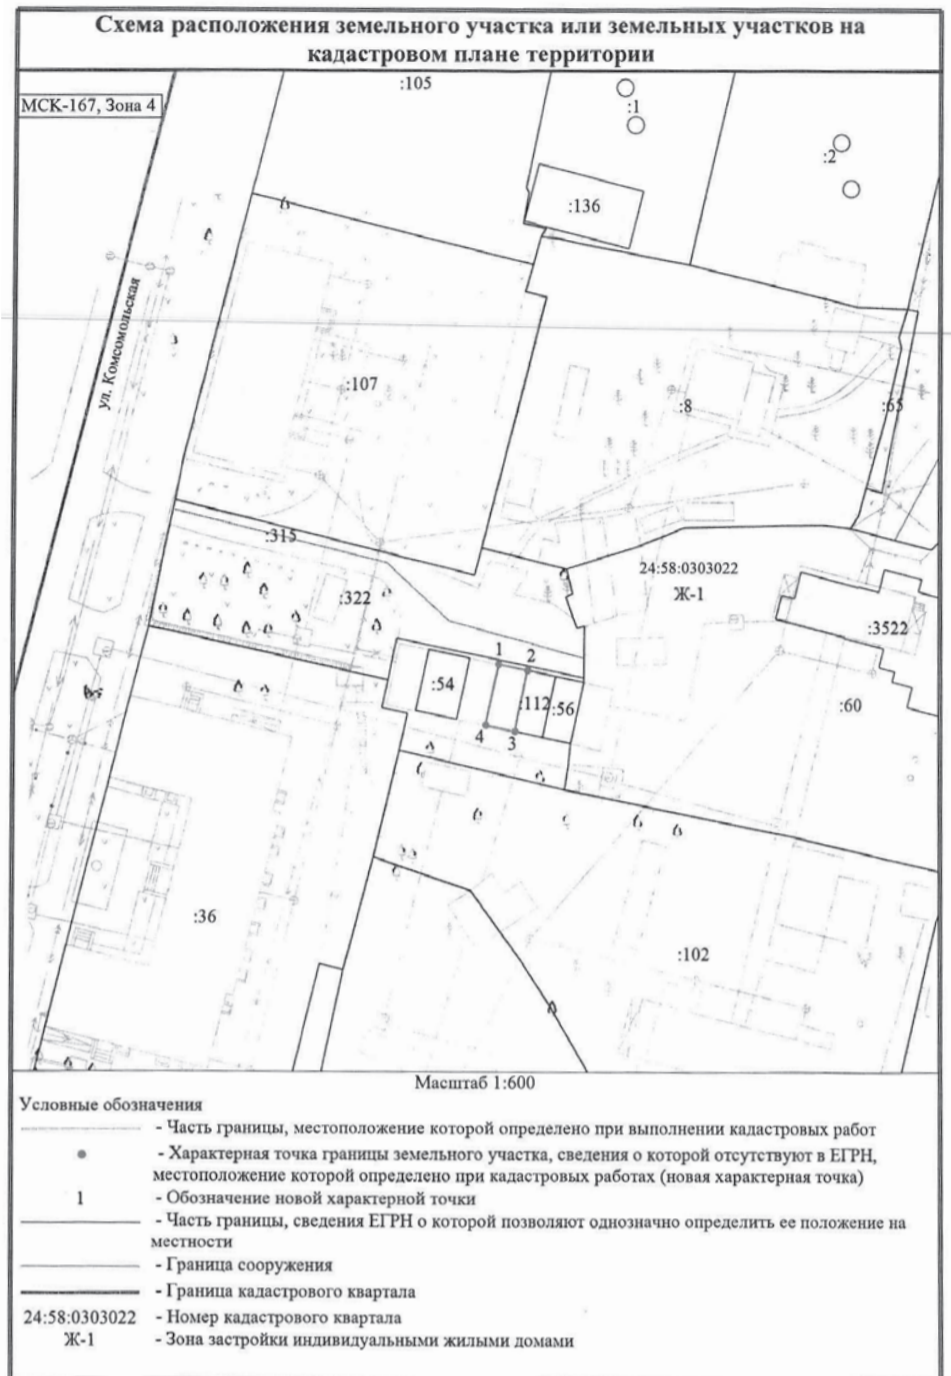 Схема расположения земельного участка или земельных участков на
кадастровом плане территории
МСК-167, Зона 4
:105
:1
:2
:136
ул. Комсомольская
:107
:8
:65
:315
24:58:0303022
Ж-1
:322
:3522
1
2
:54
:112
:56
:60
4
3
:36
:102
Масштаб 1:600
Условные обозначения
- Часть границы, местоположение которой определено при выполнении кадастровых работ
- Характерная точка границы земельного участка, сведения о которой отсутствуют в ЕГРН,
местоположение которой определено при кадастровых работах (новая характерная точка)
1 - Обозначение новой характерной точки
- Часть границы, сведения ЕГРН о которой позволяют однозначно определить ее положение на
местности
- Граница сооружения
- Граница кадастрового квартала
24:58:0303022 - Номер кадастрового квартала
Ж-1 - Зона застройки индивидуальными жилыми домами